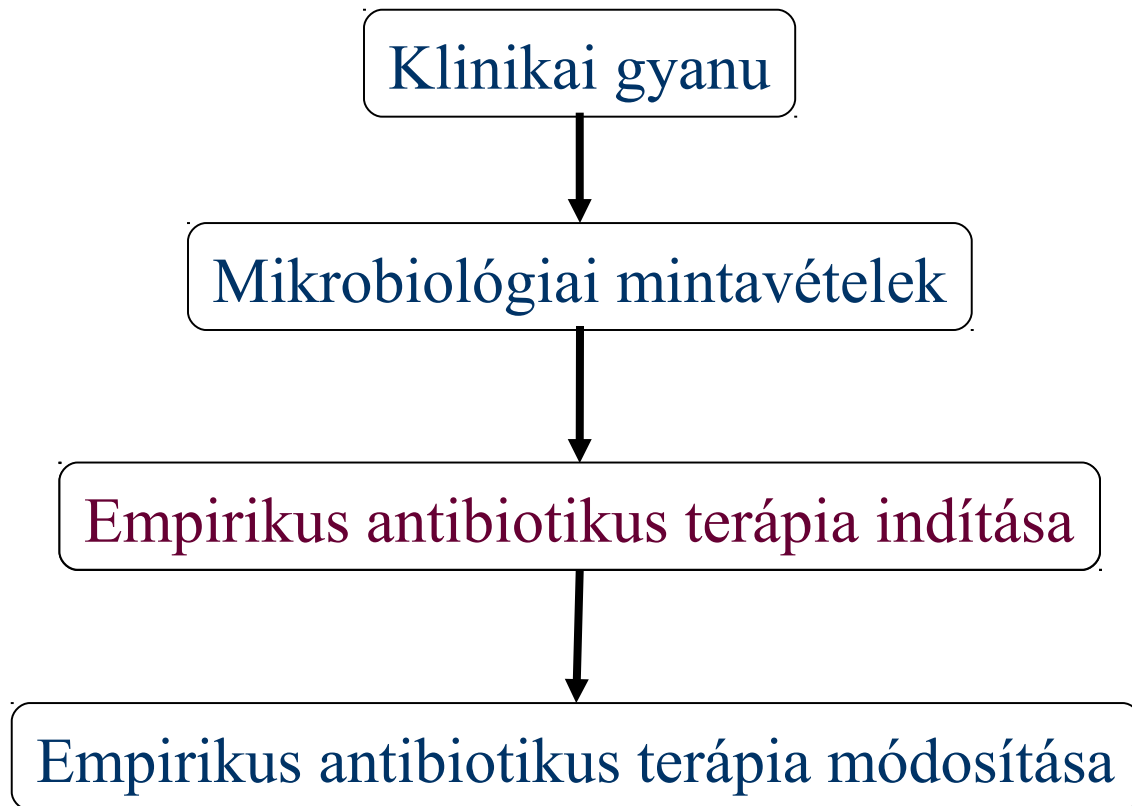 Klinikai gyanu
Mikrobiológiai mintavételek
Empirikus antibiotikus terápia indítása
Empirikus antibiotikus terápia módosítása